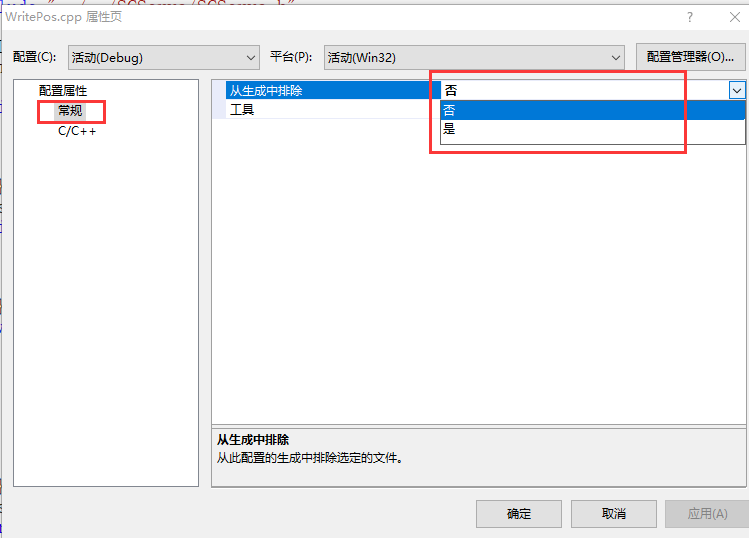 WritePos.cpp 属性页
配置(C): 活动(Debug) 平台(P): 活动(Win32) 配置管理器(O)...
配置属性
常规
C/C++
从生成中排除 否
工具
否
是
从生成中排除
从此配置的生成中排除选定的文件。
确定 取消 应用(A)